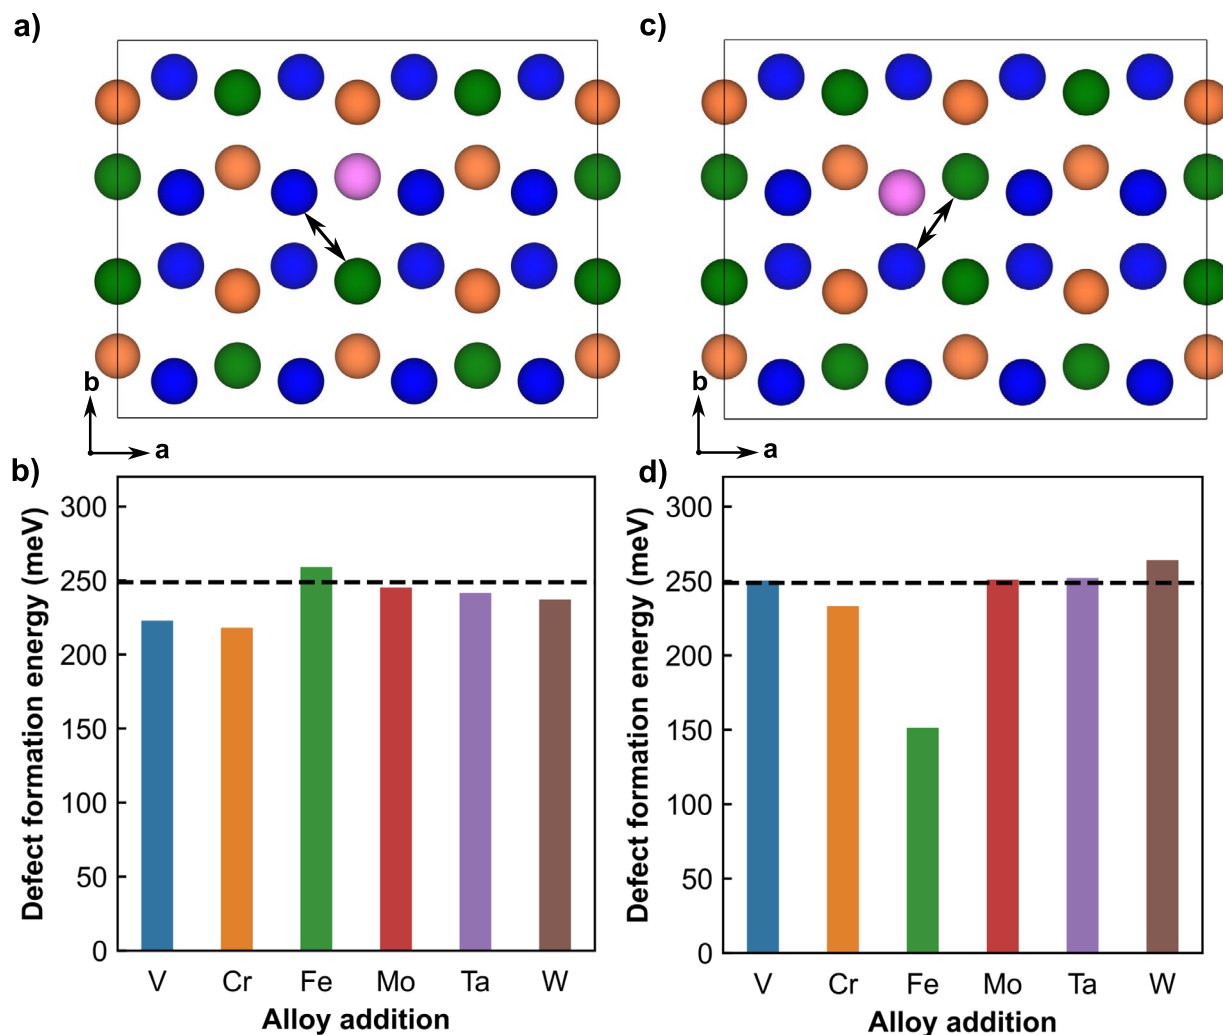 a)
c)
b
a
b
a
b)
d)
Defect formation energy (meV)
300
250
200
150
100
50
0
V Cr Fe Mo Ta W
Alloy addition
Defect formation energy (meV)
300
250
200
150
100
50
0
V Cr Fe Mo Ta W
Alloy addition